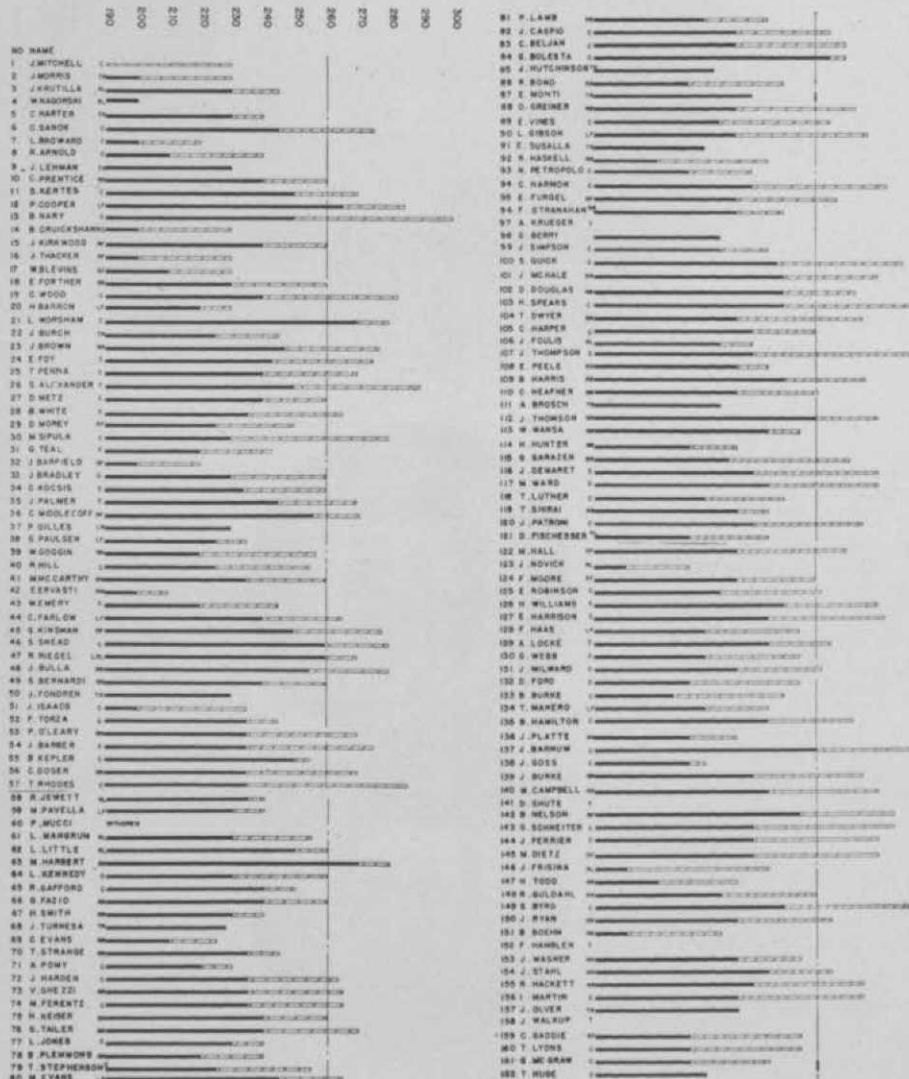 190 200 210 220 230 240 250 260 270 280 290 300
NO NAME
1 J.MITCHELL
2 J.MORRIS
3 J.KRUTILLA
4 W.NAGORSKI
5 C.HARTER
6 C.SANOK
7 L.BROWARD
8 R.ARNOLD
9 J.LEHMAN
10 C.PRENTICE
11 S.KERTES
12 P.COOPER
13 B.NARY
14 B.CRUICKSHANK
15 J.KIRKWOOD
16 J.THACKER
17 W.BLEVINS
18 E.FORTHER
19 C.WOOD
20 H.BARRON
21 L.WORSHAM
22 J.BURCH
23 J.BROWN
24 E.FOY
25 T.PENNA
26 S.ALEXANDER
27 D.METZ
28 B.WHITE
29 D.MOREY
30 M.SIPULA
31 G.TEAL
32 J.BARFIELD
33 J.BRADLEY
34 C.KOCSIS
35 J.PALMER
36 C.MIDDLECOFF
37 P.GILLES
38 G.PAULSEN
39 W.GOGGIN
40 R.HILL
41 M.MCCARTHY
42 E.ERVASTI
43 W.EMERY
44 C.FARLOW
45 G.KINSMAN
46 S.SNEAD
47 R.RIEGEL
48 J.BULLA
49 S.BERNARDI
50 J.FONDREN
51 J.ISAACS
52 F.TORZA
53 P.O'LEARY
54 J.BARBER
55 B.KEPLER
56 C.DOSER
57 T.RHODES
58 R.JEWETT
59 M.PAVELLA
60 P.MUCCI WITHDREW
61 L.MANGRUM
62 L.LITTLE
63 M.HARBERT
64 L.KENNEDY
65 R.GAFFORD
66 G.FAZIO
67 H.SMITH
68 J.TURNESA
69 C.EVANS
70 T.STRANGE
71 A.POMY
72 J.HARDEN
73 V.GHEZZI
74 M.FERENTZ
75 H.KEISER
76 S.TAILER
77 L.JONES
78 B.PLEMMONS
79 T.STEPHENSON
80 M.EVANS
81 P.LAMB
82 J.CASPIO
83 C.BELJAN
84 S.BOLESTA
85 J.HUTCHINSON
86 R.BOND
87 E.MONTI
88 O.GREINER
89 E.VINES
90 L.GIBSON
91 E.SUSALLA
92 R.HASKELL
93 N.PETROPOLO
94 C.HARMON
95 E.FURGEL
96 F.STRANAHAN
97 A.KRUEGER
98 S.BERRY
99 J.SIMPSON
100 S.QUICK
101 J.MCHALE
102 D.DOUGLAS
103 H.SPEARS
104 T.DWYER
105 C.HARPER
106 J.FOULIS
107 J.THOMPSON
108 E.PEELE
109 B.HARRIS
110 C.HEAFNER
111 A.BROSCH
112 J.THOMSON
113 W.WANSA
114 H.HUNTER
115 G.SARAZEN
116 J.DEMARET
117 M.WARD
118 T.LUTHER
119 T.SHIRAI
120 J.PATRONI
121 D.FISCHESSER
122 M.HALL
123 J.NOVICK
124 F.MOORE
125 E.ROBINSON
126 H.WILLIAMS
127 E.HARRISON
128 F.HAAS
129 A.LOCKE
130 G.WEBB
131 J.MILWARD
132 D.FORD
133 B.BURKE
134 T.MANERO
135 B.HAMILTON
136 J.PLATTE
137 J.BARNUM
138 J.GOSS
139 J.BURKE
140 W.CAMPBELL
141 D.SHUTE
142 B.NELSON
143 G.SCHNEITER
144 J.FERRIER
145 M.DIETZ
146 J.FRISINA
147 H.TODD
148 R.GULDAHL
149 S.BYRD
150 J.RYAN
151 B.BOEHM
152 F.HAMBLEN
153 J.WAGNER
154 J.STAHL
155 R.HACKETT
156 I.MARTIN
157 J.OLVER
158 J.WALKUP
159 C.GADDIE
160 T.LYONS
161 B.MCGRAW
162 T.HUGE